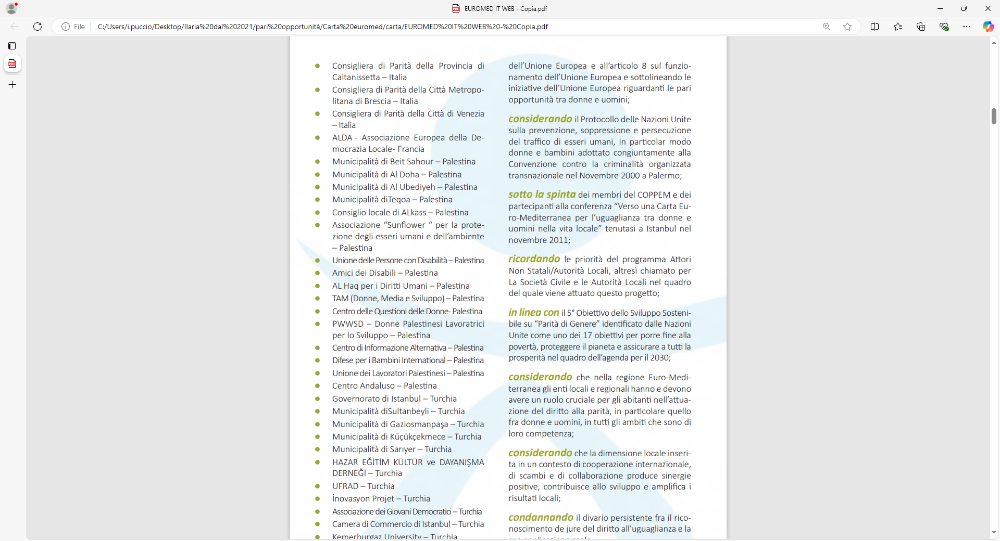 EUROMED IT WEB - Copia.pdf
File
C:/Users/i.puccio/Desktop/Ilaria%20dal%202021/pari%20opportunità/Carta%20euromed/carta/EUROMED%20IT%20WEB%20-%20Copia.pdf
Consigliera di Parità della Provincia di
Caltanissetta – Italia
Consigliera di Parità della Città Metropo-
litana di Brescia – Italia
Consigliera di Parità della Città di Venezia
– Italia
ALDA - Associazione Europea della De-
mocrazia Locale- Francia
Municipalità di Beit Sahour – Palestina
Municipalità di Al Doha – Palestina
Municipalità di Al Ubediyeh – Palestina
Municipalità diTeqoa – Palestina
Consiglio locale di ALkass – Palestina
Associazione “Sunflower “ per la prote-
zione degli esseri umani e dell’ambiente
– Palestina
Unione delle Persone con Disabilità – Palestina
Amici dei Disabili – Palestina
AL Haq per i Diritti Umani – Palestina
TAM (Donne, Media e Sviluppo) – Palestina
Centro delle Questioni delle Donne- Palestina
PWWSD – Donne Palestinesi Lavoratrici
per lo Sviluppo – Palestina
Centro di Informazione Alternativa – Palestina
Difese per i Bambini International – Palestina
Unione dei Lavoratori Palestinesi – Palestina
Centro Andaluso – Palestina
Governorato di Istanbul – Turchia
Municipalità diSultanbeyli – Turchia
Municipalità di Gaziosmanpaşa – Turchia
Municipalità di Küçükçekmece – Turchia
Municipalità di Sarıyer – Turchia
HAZAR EĞİTİM KÜLTÜR ve DAYANIŞMA
DERNEĞİ – Turchia
UFRAD – Turchia
İnovasyon Projet – Turchia
Associazione dei Giovani Democratici – Turchia
Camera di Commercio di Istanbul – Turchia
Kemerburgaz University – Turchia
dell’Unione Europea e all’articolo 8 sul funzio-
namento dell’Unione Europea e sottolineando le
iniziative dell’Unione Europea riguardanti le pari
opportunità tra donne e uomini;
considerando il Protocollo delle Nazioni Unite
sulla prevenzione, soppressione e persecuzione
del traffico di esseri umani, in particolar modo
donne e bambini adottato congiuntamente alla
Convenzione contro la criminalità organizzata
transnazionale nel Novembre 2000 a Palermo;
sotto la spinta dei membri del COPPEM e dei
partecipanti alla conferenza “Verso una Carta Eu-
ro-Mediterranea per l’uguaglianza tra donne e
uomini nella vita locale” tenutasi a Istanbul nel
novembre 2011;
ricordando le priorità del programma Attori
Non Statali/Autorità Locali, altresì chiamato per
La Società Civile e le Autorità Locali nel quadro
del quale viene attuato questo progetto;
in linea con il 5° Obiettivo dello Sviluppo Sosteni-
bile su “Parità di Genere” identificato dalle Nazioni
Unite come uno dei 17 obiettivi per porre fine alla
povertà, proteggere il pianeta e assicurare a tutti la
prosperità nel quadro dell’agenda per il 2030;
considerando che nella regione Euro-Medi-
terranea gli enti locali e regionali hanno e devono
avere un ruolo cruciale per gli abitanti nell’attua-
zione del diritto alla parità, in particolare quello
fra donne e uomini, in tutti gli ambiti che sono di
loro competenza;
considerando che la dimensione locale inseri-
ta in un contesto di cooperazione internazionale,
di scambi e di collaborazione produce sinergie
positive, contribuisce allo sviluppo e amplifica i
risultati locali;
condannando il divario persistente fra il rico-
noscimento de jure del diritto all’uguaglianza e la